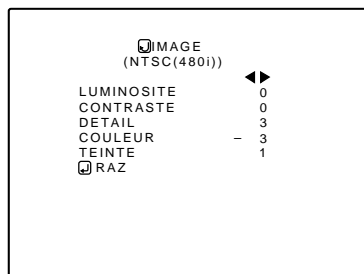 IMAGE
(NTSC(480i))
LUMINOSITE 0
CONTRASTE 0
DETAIL 3
COULEUR – 3
TEINTE 1
RAZ